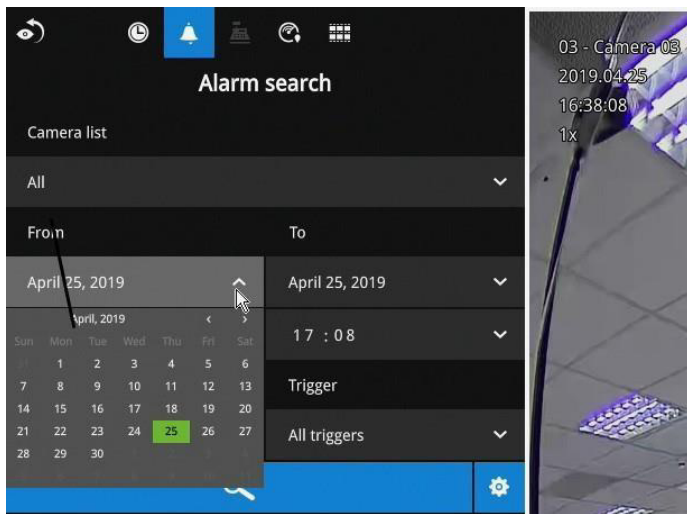 Alarm search
Camera list
All
From To
April 25, 2019 April 25, 2019
April, 2019 ‹ ›
Sun Mon Tue Wed Thu Fri Sat
31 1 2 3 4 5 6
7 8 9 10 11 12 13
14 15 16 17 18 19 20
21 22 23 24 25 26 27
28 29 30
17 : 08
Trigger
All triggers
03 - Camera 03
2019.04.25
16:38:08
1x